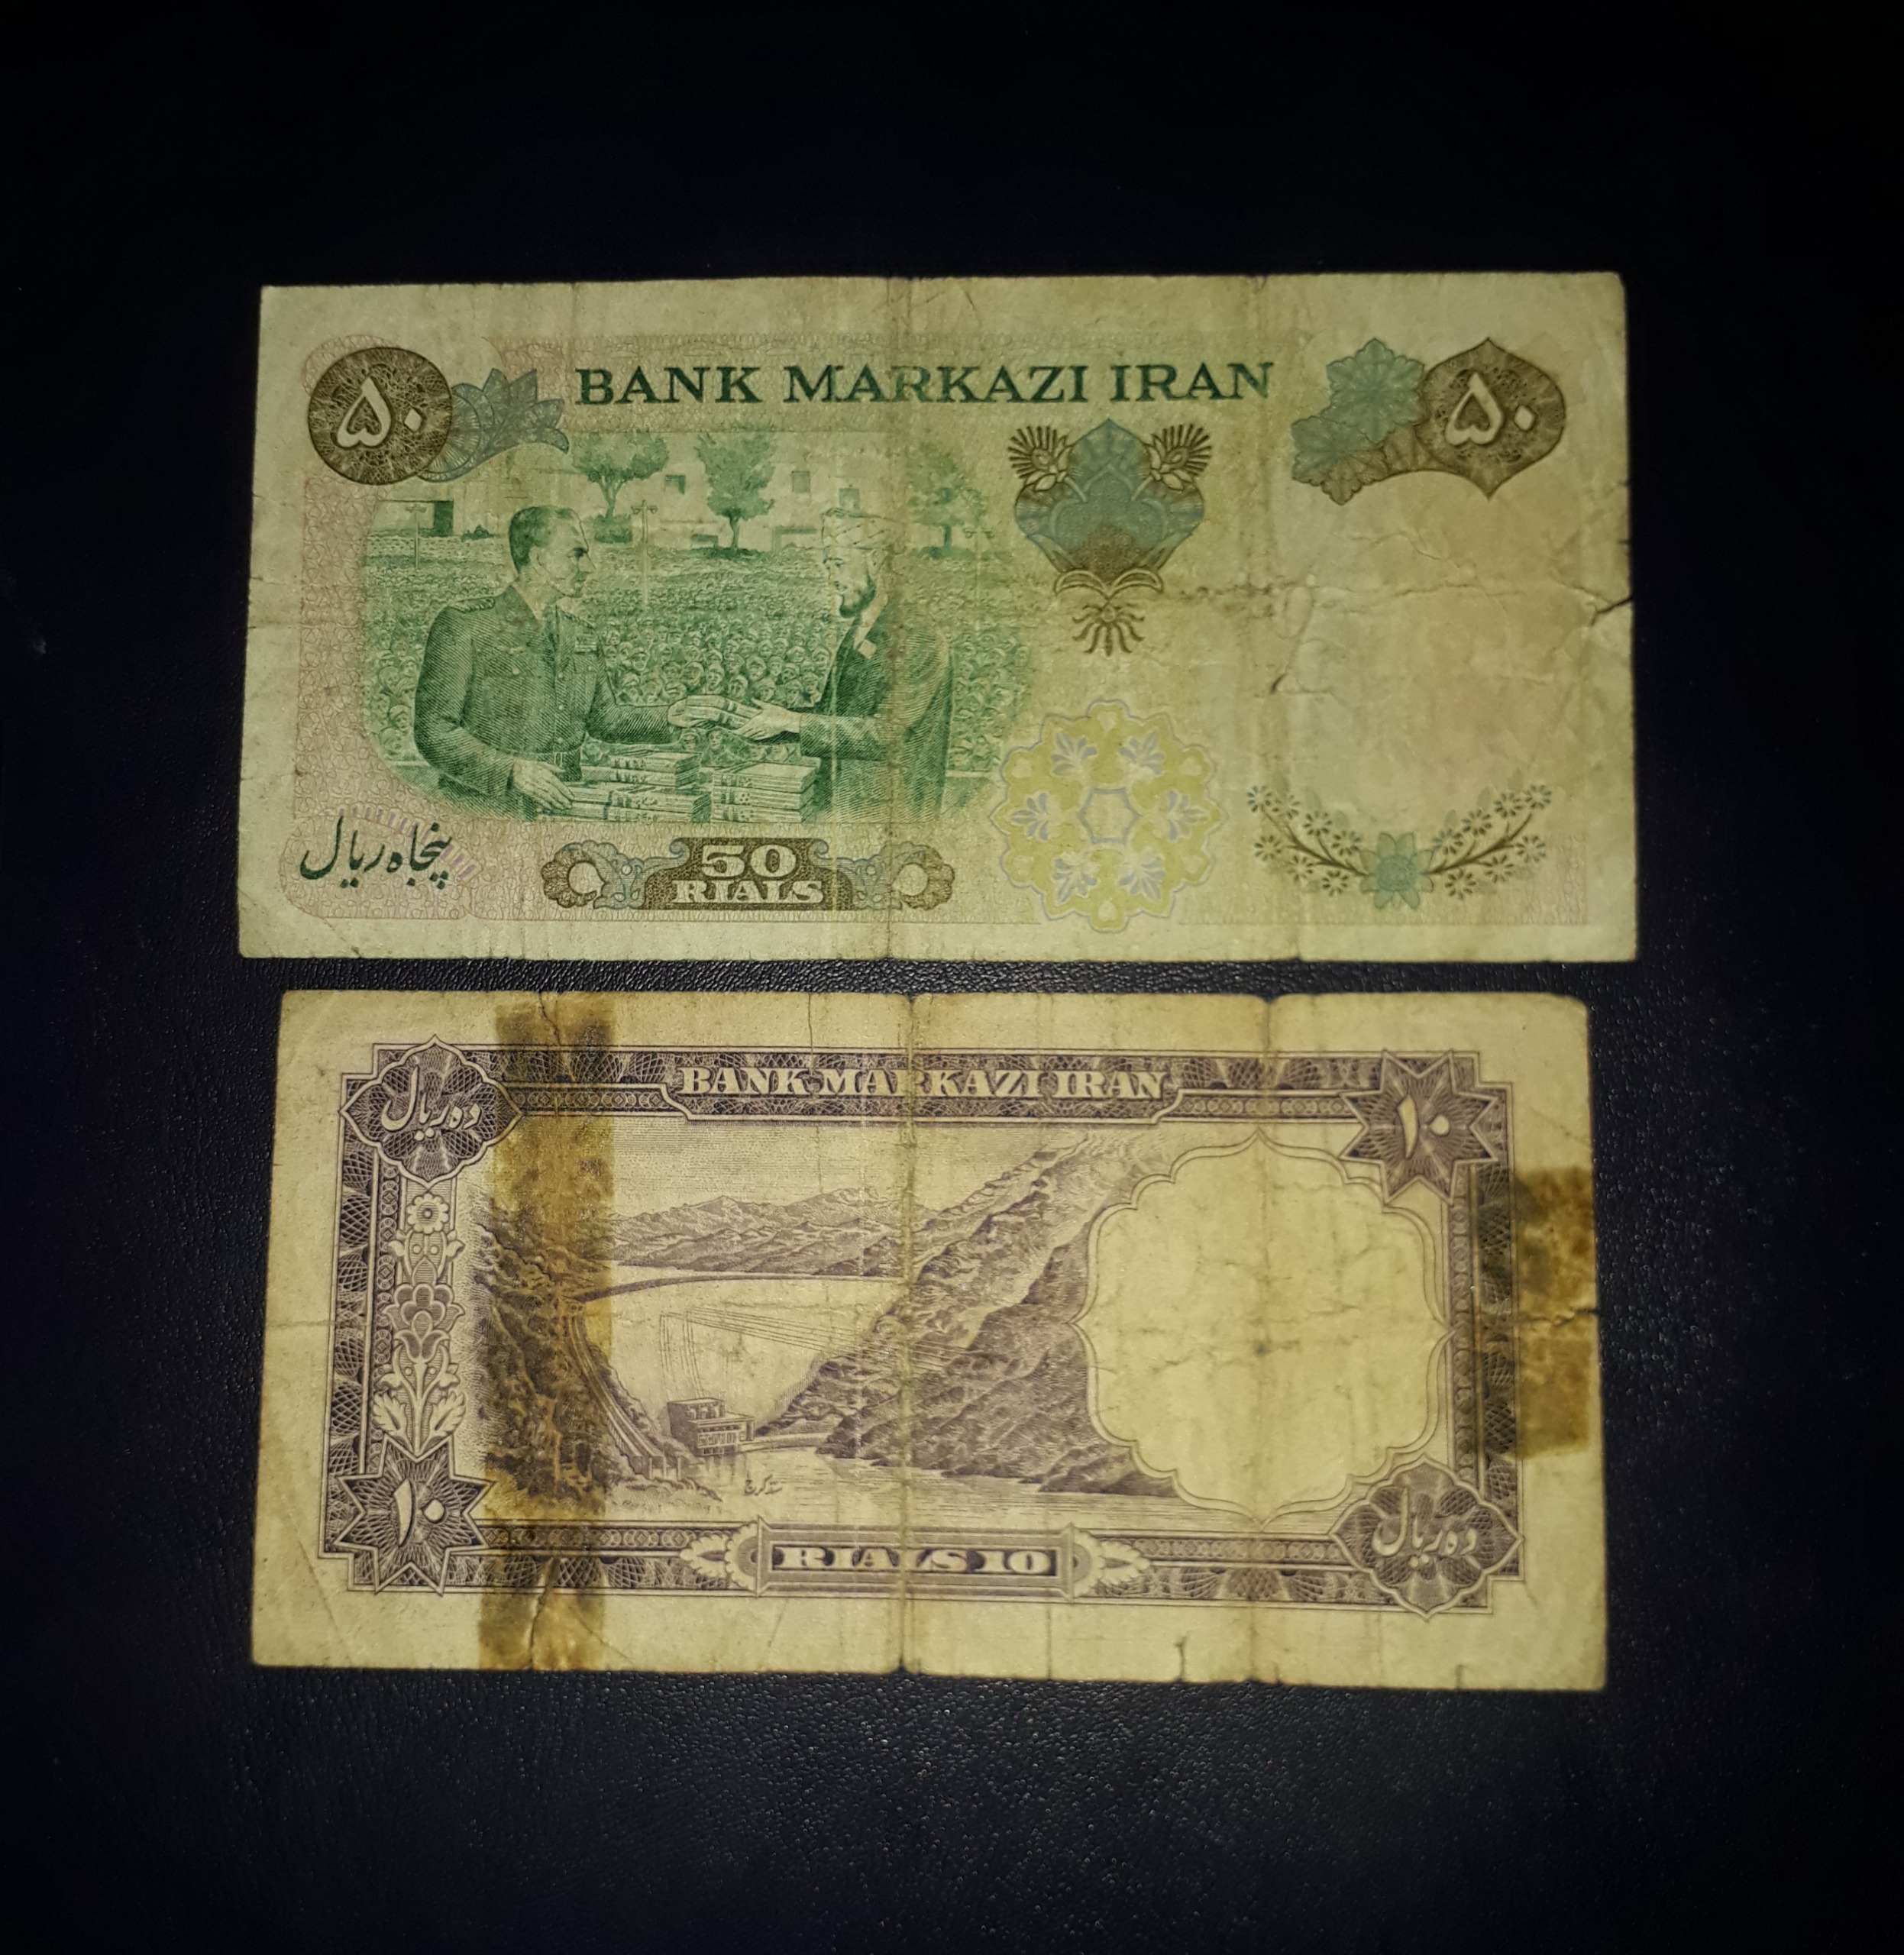 ۵۰ BANK MARKAZI IRAN ۵۰
پنجاه ریال
50
RIALS
BANK MARKAZI IRAN
ده ریال ۱۰
سد کرج
۱۰ RIALS 10 ده ریال